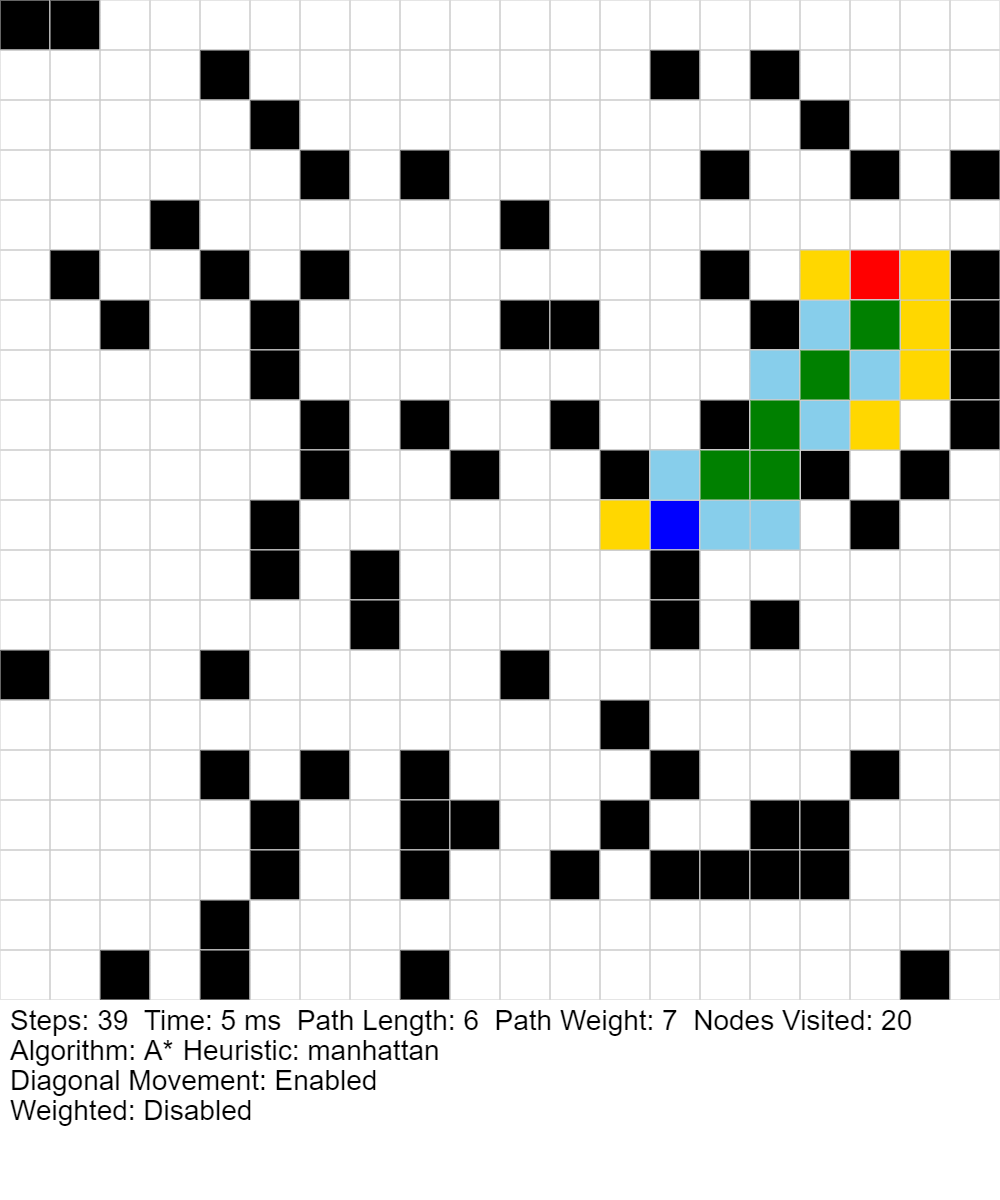 Steps: 39  Time: 5 ms  Path Length: 6  Path Weight: 7  Nodes Visited: 20
Algorithm: A* Heuristic: manhattan
Diagonal Movement: Enabled
Weighted: Disabled